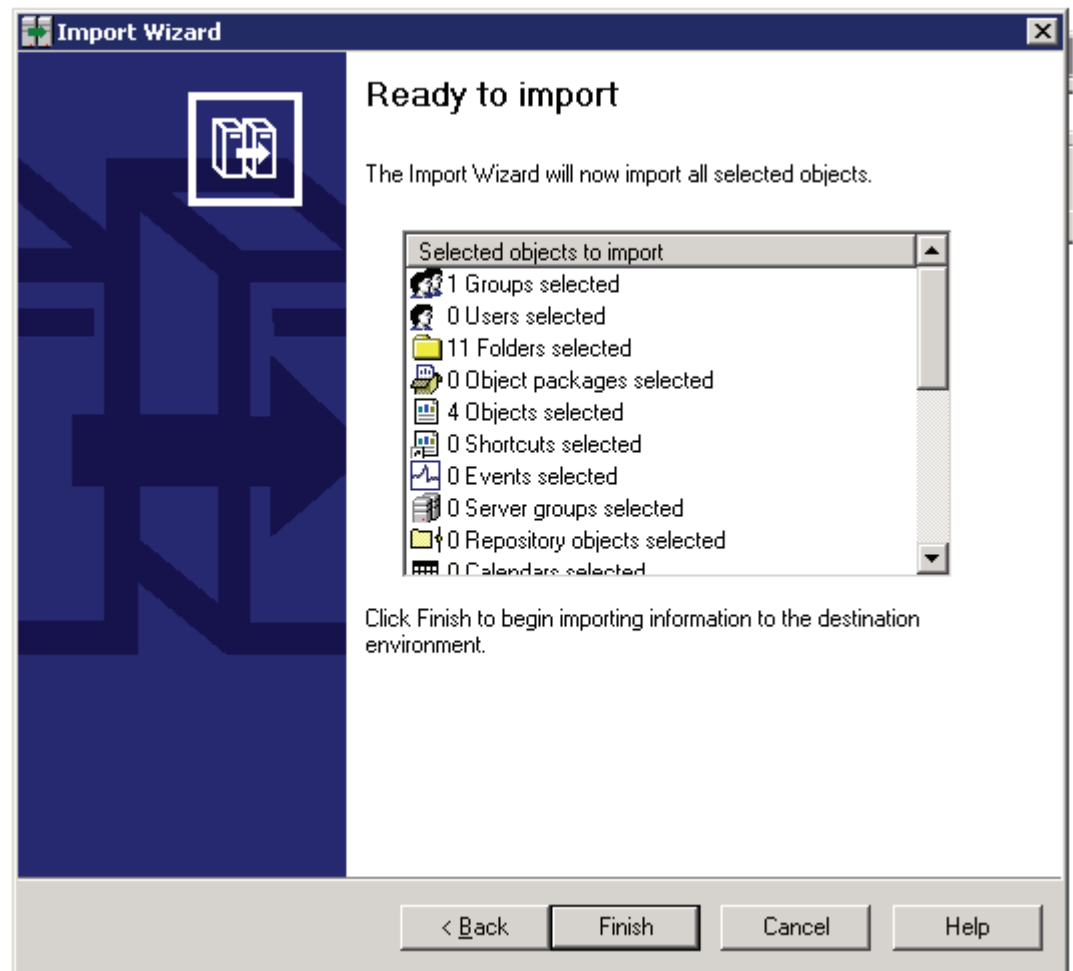 Import Wizard
Ready to import
The Import Wizard will now import all selected objects.
Selected objects to import
1 Groups selected
0 Users selected
11 Folders selected
0 Object packages selected
4 Objects selected
0 Shortcuts selected
0 Events selected
0 Server groups selected
0 Repository objects selected
0 Calendars selected
Click Finish to begin importing information to the destination
environment.
< Back Finish Cancel Help